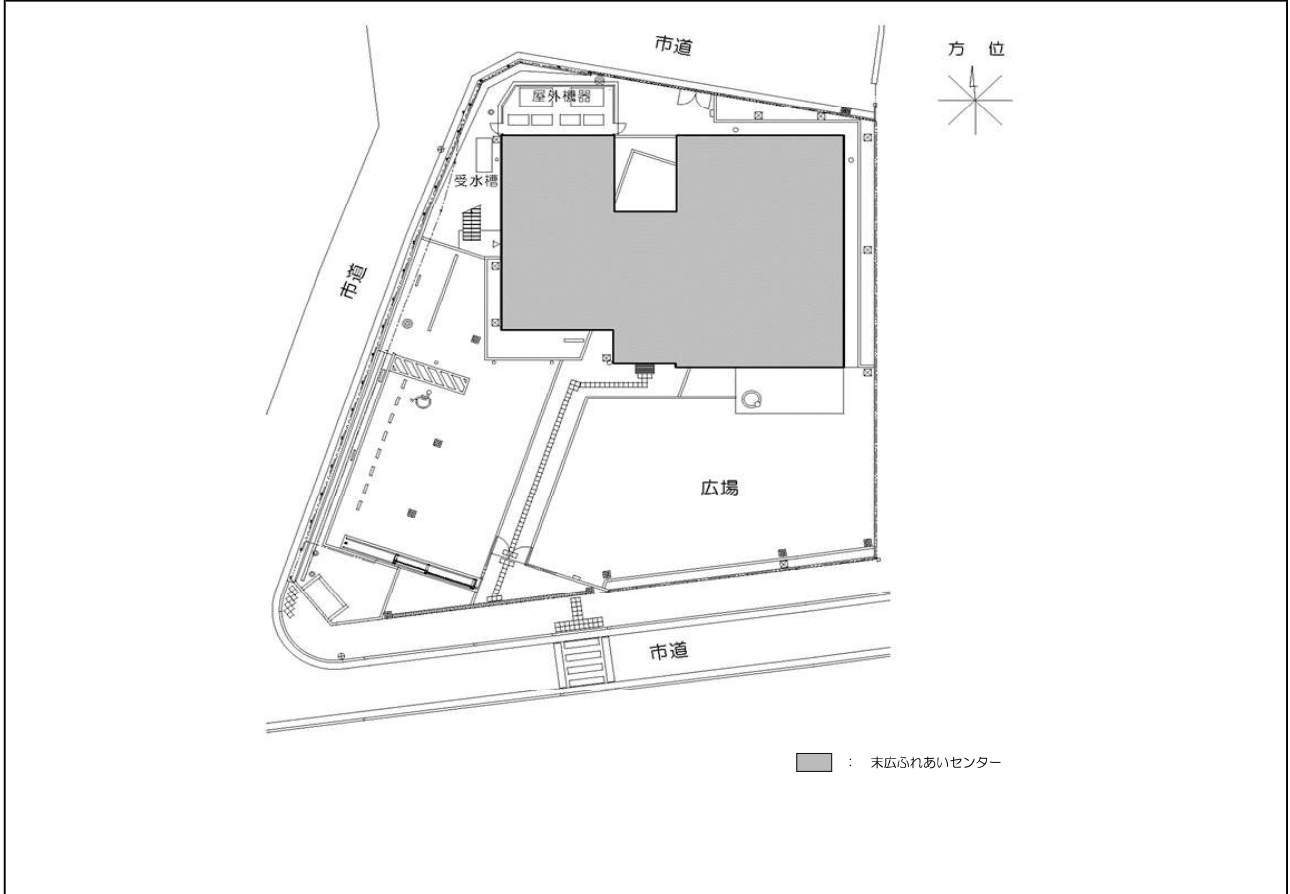 市道
方位
屋外機器
受水槽
市道
広場
市道
： 末広ふれあいセンター